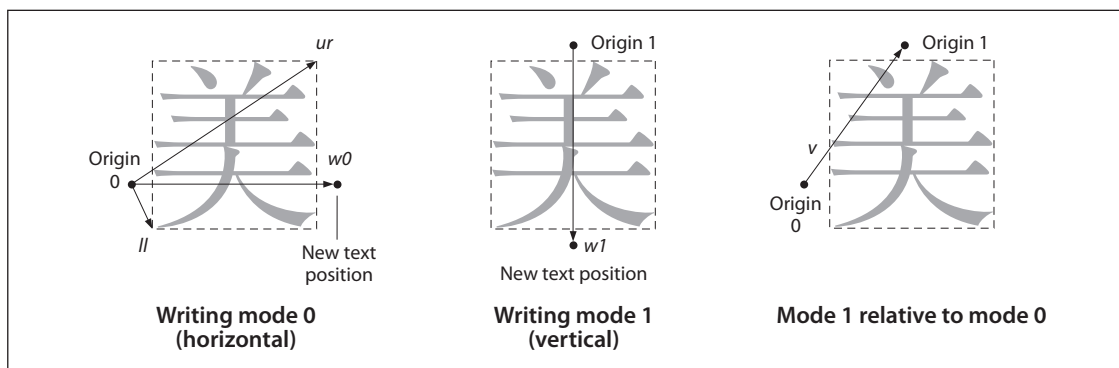 ur
Origin
0
w0
ll
New text
position
美
Writing mode 0
(horizontal)
Origin 1
美
w1
New text position
Writing mode 1
(vertical)
Origin 1
v
美
Origin
0
Mode 1 relative to mode 0